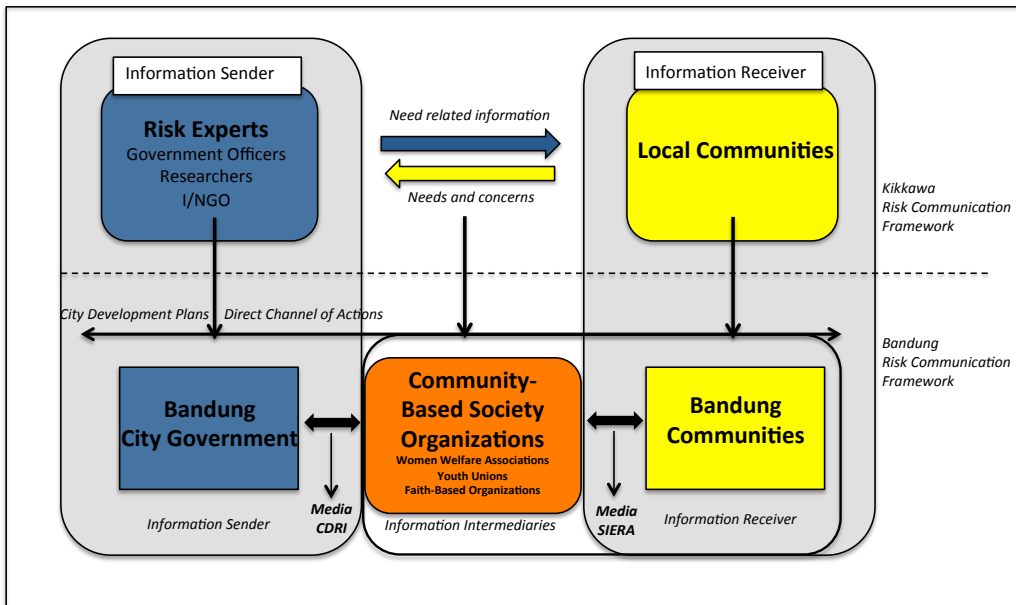 Information Sender
Risk Experts
Government Officers
Researchers
I/NGO
Need related information
Needs and concerns
Information Receiver
Local Communities
Kikkawa
Risk Communication
Framework
City Development Plans
Direct Channel of Actions
Bandung
Risk Communication
Framework
Bandung
City Government
Information Sender
Media
CDRI
Community-
Based Society
Organizations
Women Welfare Associations
Youth Unions
Faith-Based Organizations
Information Intermediaries
Media
SIERA
Bandung
Communities
Information Receiver